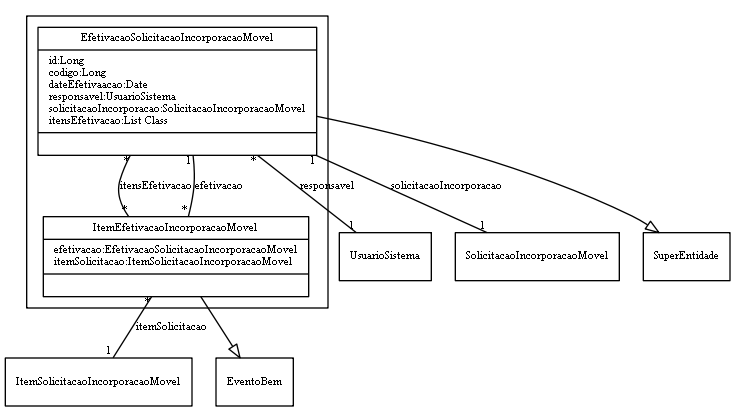 EfetivacaoSolicitacaoIncorporacaoMovel
id:Long
codigo:Long
dateEfetivaacao:Date
responsavel:UsuarioSistema
solicitacaoIncorporacao:SolicitacaoIncorporacaoMovel
itensEfetivacao:List Class
* 1 * 1
itensEfetivacao efetivacao responsavel solicitacaoIncorporacao
* * 1 1
ItemEfetivacaoIncorporacaoMovel
efetivacao:EfetivacaoSolicitacaoIncorporacaoMovel
itemSolicitacao:ItemSolicitacaoIncorporacaoMovel
UsuarioSistema
SolicitacaoIncorporacaoMovel
SuperEntidade
*
itemSolicitacao
1
ItemSolicitacaoIncorporacaoMovel
EventoBem